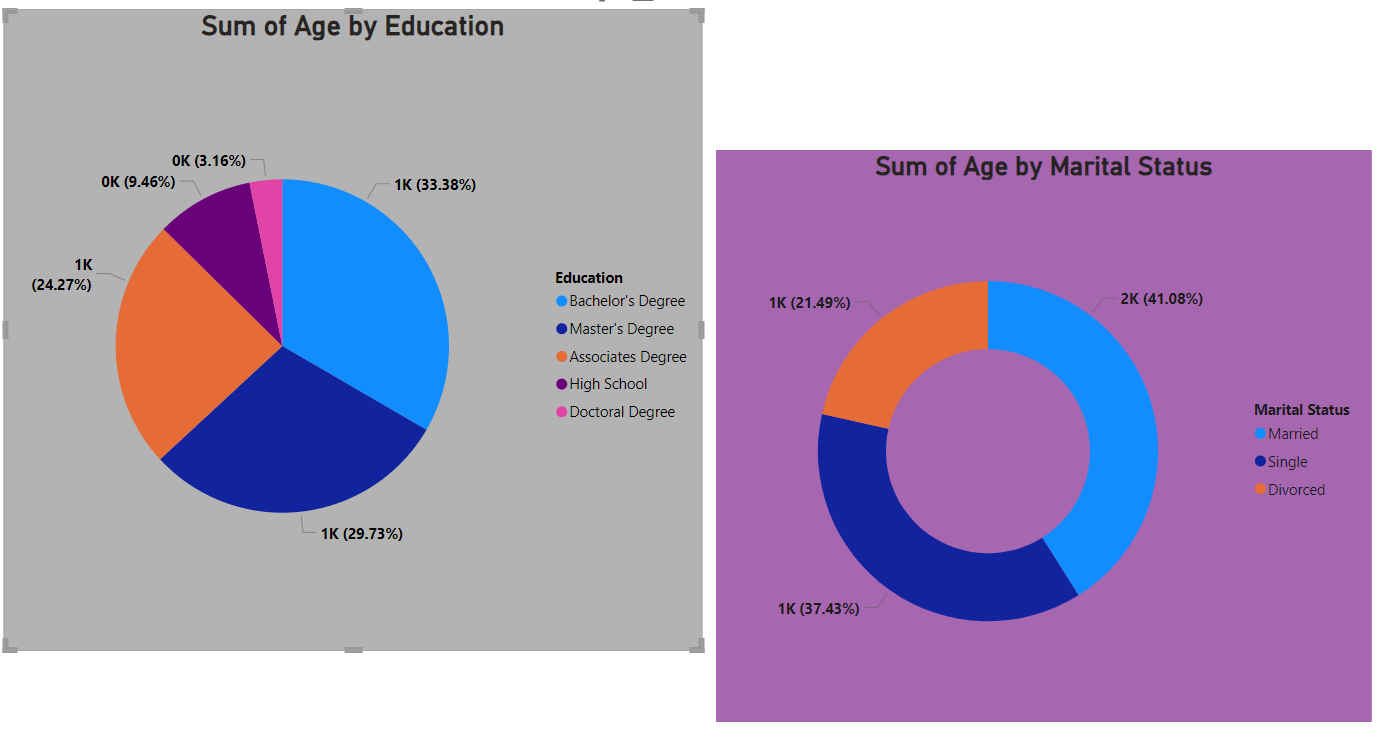 Sum of Age by Education
0K (3.16%)
0K (9.46%)
1K (33.38%)
1K
(24.27%)
1K (29.73%)
Education
Bachelor's Degree
Master's Degree
Associates Degree
High School
Doctoral Degree
Sum of Age by Marital Status
1K (21.49%)
2K (41.08%)
1K (37.43%)
Marital Status
Married
Single
Divorced